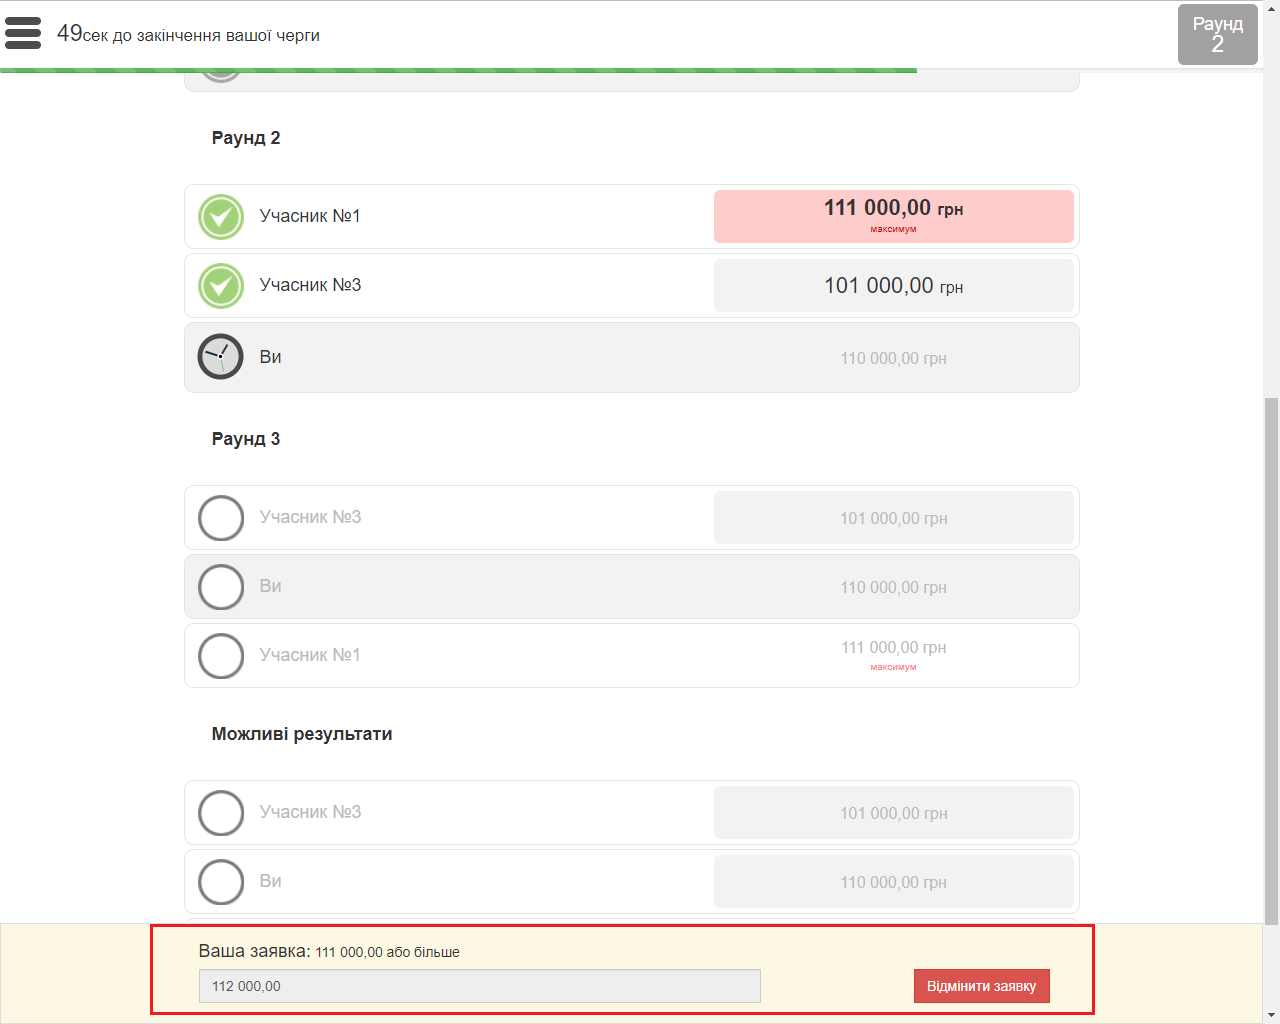 49сек до закінчення вашої черги
Раунд
2
Раунд 2
Учасник №1
111 000,00 грн
максимум
Учасник №3
101 000,00 грн
Ви
110 000,00 грн
Раунд 3
Учасник №3
101 000,00 грн
Ви
110 000,00 грн
Учасник №1
111 000,00 грн
максимум
Можливі результати
Учасник №3
101 000,00 грн
Ви
110 000,00 грн
Ваша заявка: 111 000,00 або більше
112 000,00
Відмінити заявку